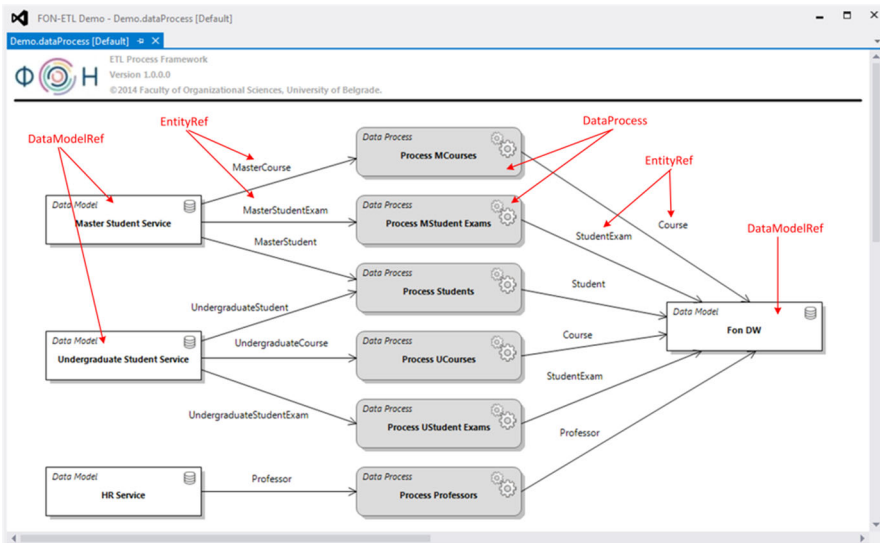 FON-ETL Demo - Demo.dataProcess [Default]
Demo.dataProcess [Default]
ФОН
ETL Process Framework
Version 1.0.0.0
©2014 Faculty of Organizational Sciences, University of Belgrade.
EntityRef
DataProcess
DataModelRef
EntityRef
DataModelRef
Data Process
Process MCourses
MasterCourse
Data Model
Master Student Service
MasterStudentExam
Data Process
Process MStudent Exams
StudentExam
Course
MasterStudent
Data Process
Process Students
Student
UndergraduateStudent
Data Model
Fon DW
Data Model
Undergraduate Student Service
UndergraduateCourse
Data Process
Process UCourses
Course
StudentExam
UndergraduateStudentExam
Data Process
Process UStudent Exams
Professor
Data Model
HR Service
Professor
Data Process
Process Professors